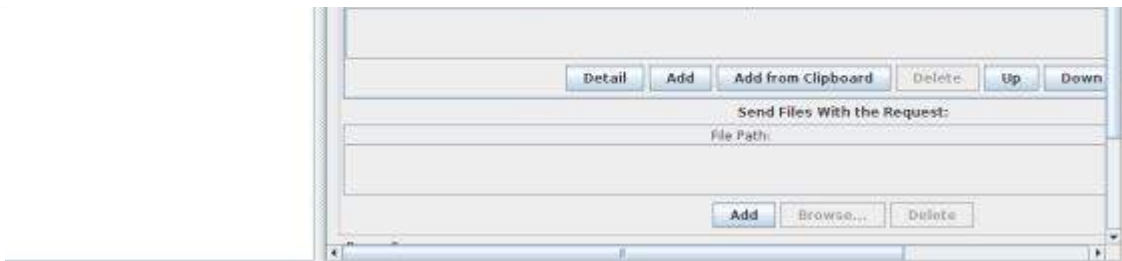 Detail Add Add from Clipboard Delete Up Down
Send Files With the Request:
File Path:
Add Browse... Delete